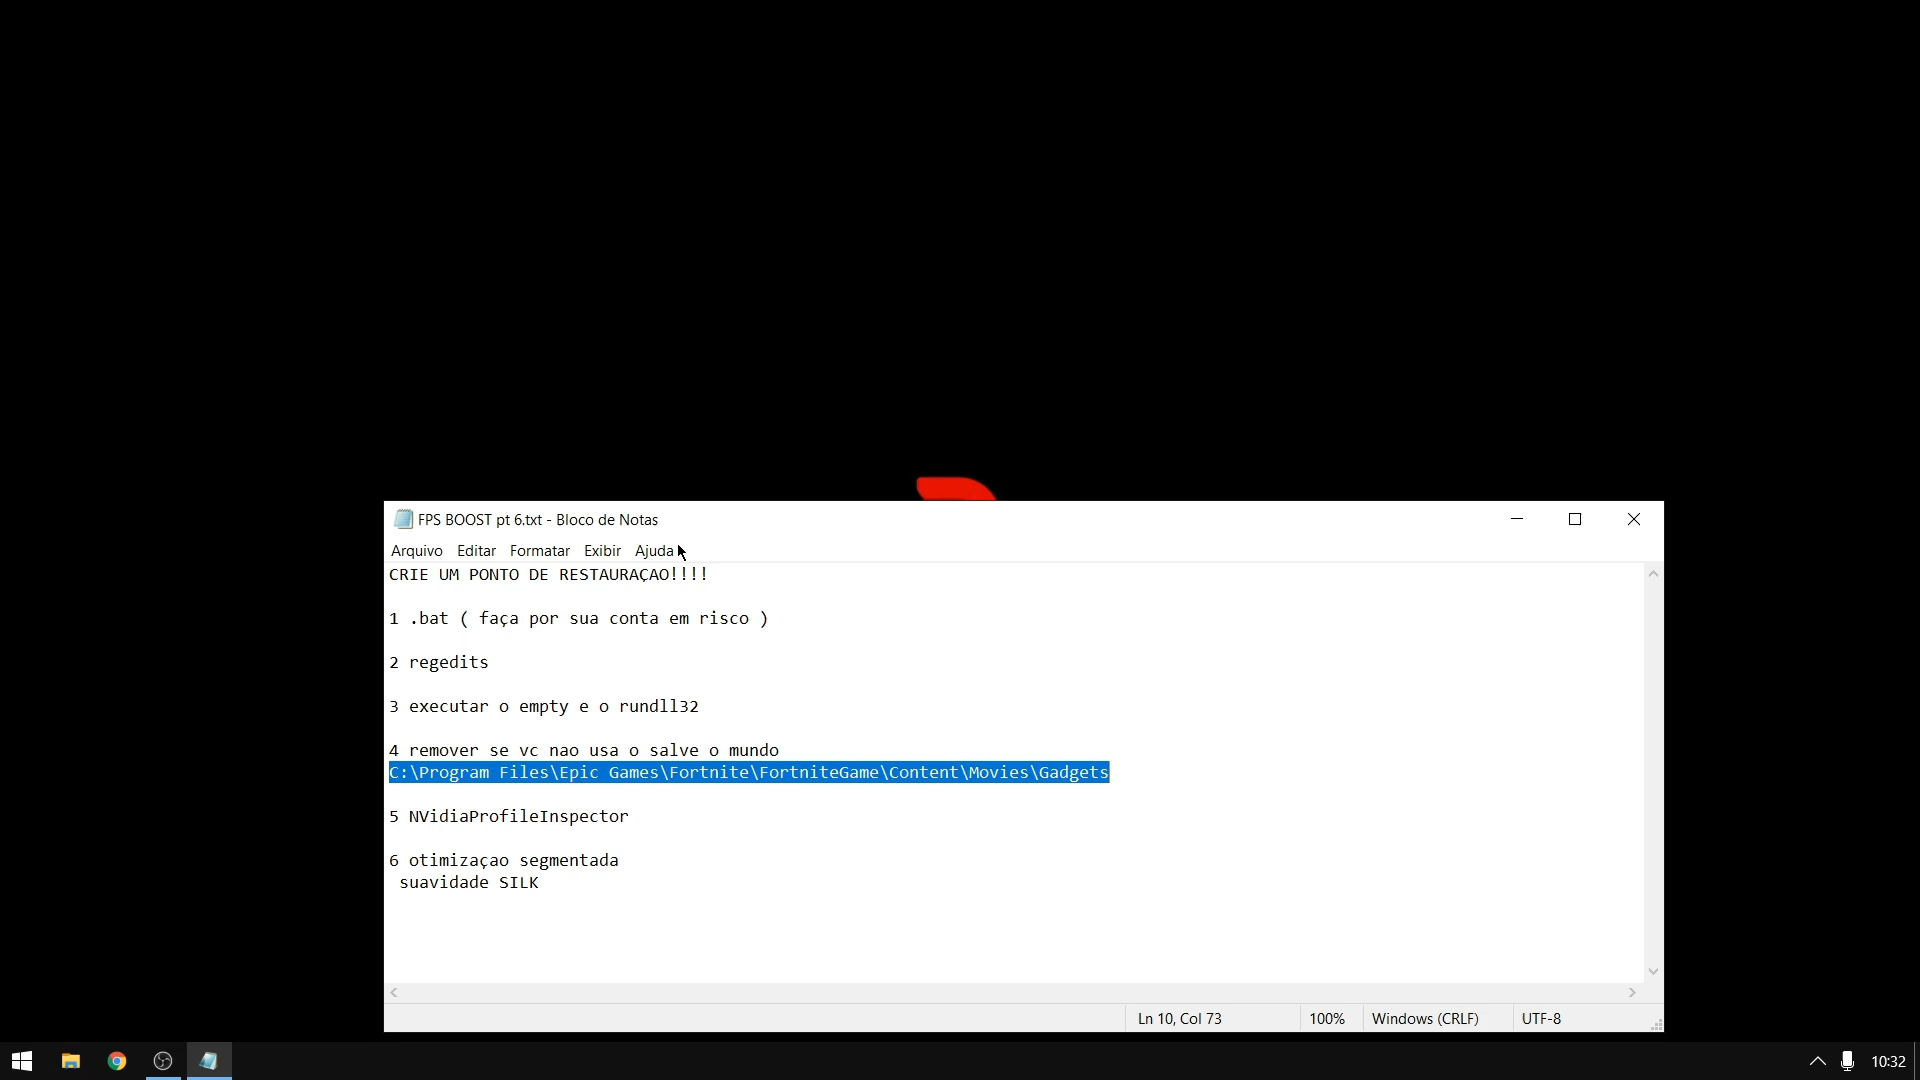 FPS BOOST pt 6.txt - Bloco de Notas
Arquivo Editar Formatar Exibir Ajuda
CRIE UM PONTO DE RESTAURAÇAO!!!!
1 .bat ( faça por sua conta em risco )
2 regedits
3 executar o empty e o rundll32
4 remover se vc nao usa o salve o mundo
C:\Program Files\Epic Games\Fortnite\FortniteGame\Content\Movies\Gadgets
5 NVidiaProfileInspector
6 otimizaçao segmentada
suavidade SILK
Ln 10, Col 73 100% Windows (CRLF) UTF-8
10:32